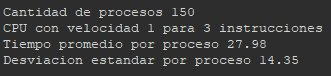 Cantidad de procesos 150
CPU con velocidad 1 para 3 instrucciones
Tiempo promedio por proceso 27.98
Desviacion estandar por proceso 14.35